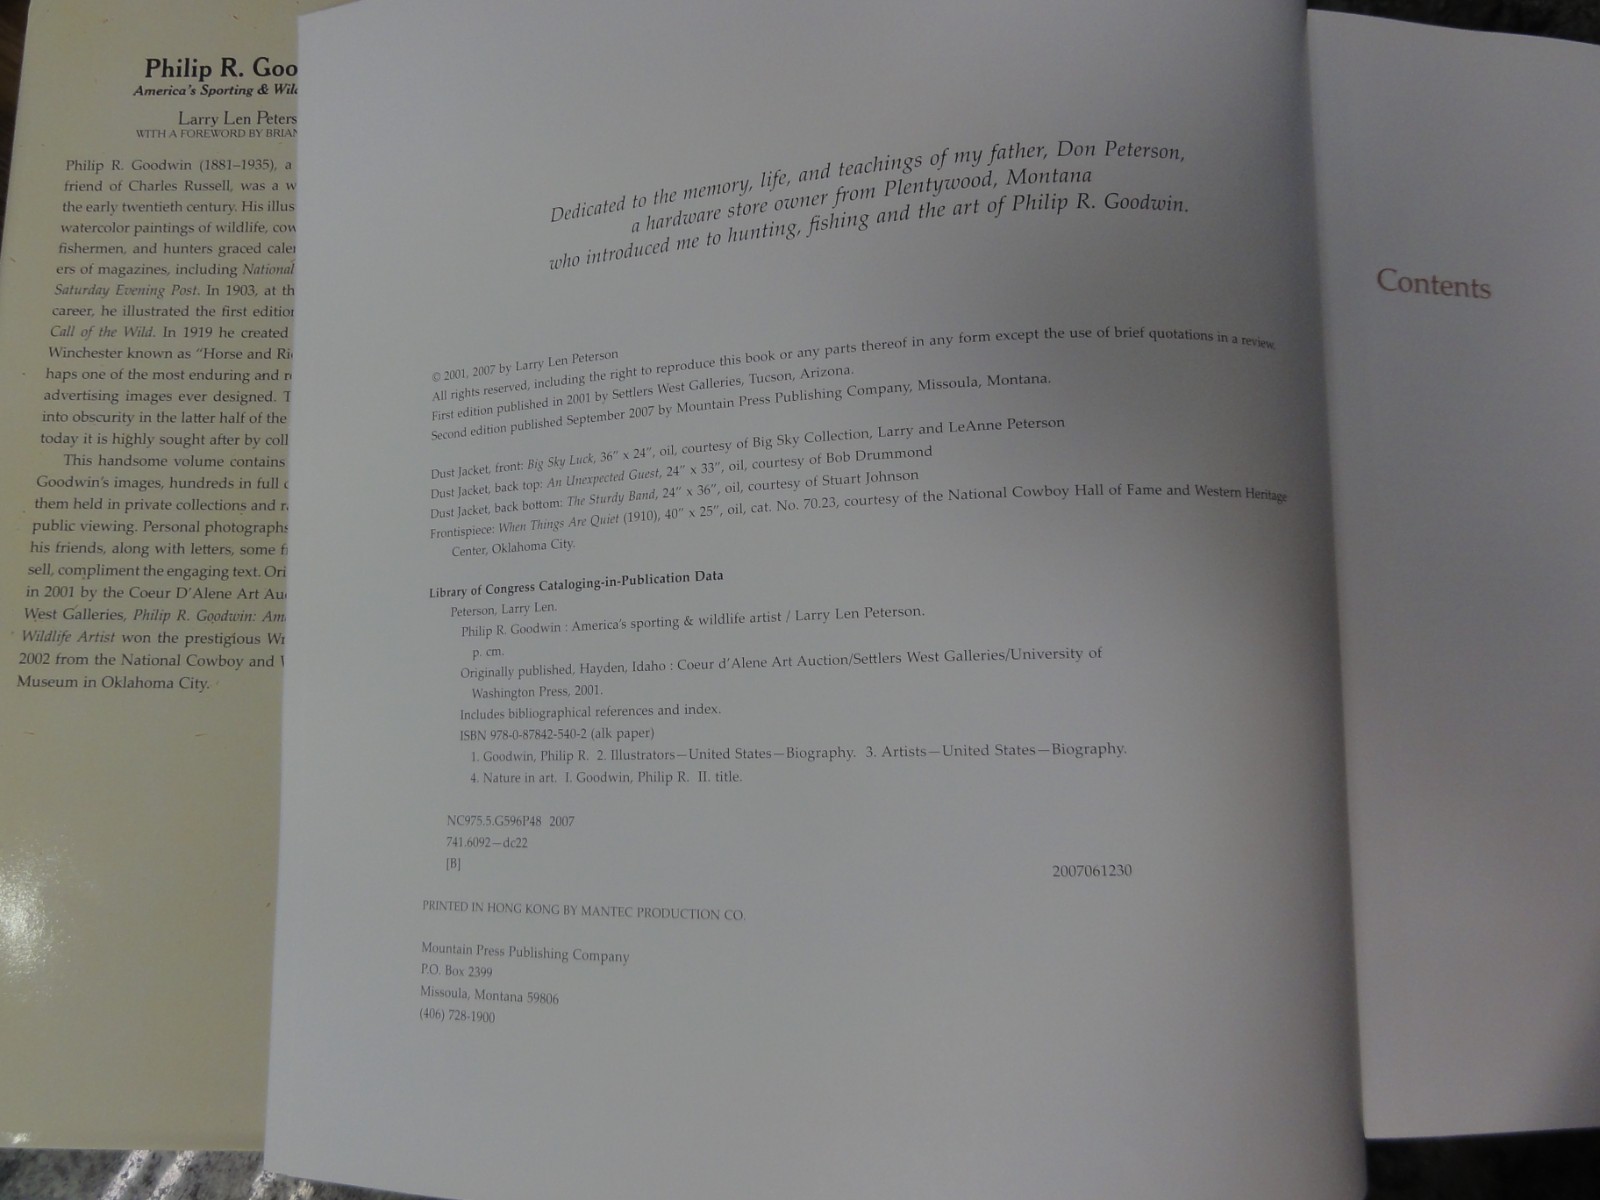 Philip R. Goo
America's Sporting & Wild
Larry Len Peters
WITH A FOREWORD BY BRIAN
Philip R. Goodwin (1881–1935), a
friend of Charles Russell, was a w
the early twentieth century. His illus
watercolor paintings of wildlife, cow
fishermen, and hunters graced caler
ers of magazines, including National
Saturday Evening Post. In 1903, at th
career, he illustrated the first edition
Call of the Wild. In 1919 he created
Winchester known as "Horse and Ri
haps one of the most enduring and r
advertising images ever designed. T
into obscurity in the latter half of the
today it is highly sought after by coll
This handsome volume contains
Goodwin's images, hundreds in full c
them held in private collections and r
public viewing. Personal photographs
his friends, along with letters, some f
sell, compliment the engaging text. Ori
in 2001 by the Coeur D'Alene Art Au
West Galleries, Philip R. Goodwin: Am
Wildlife Artist won the prestigious Wr
2002 from the National Cowboy and
Museum in Oklahoma City.
Dedicated to the memory, life, and teachings of my father, Don Peterson,
a hardware store owner from Plentywood, Montana
who introduced me to hunting, fishing and the art of Philip R. Goodwin.
© 2001, 2007 by Larry Len Peterson
All rights reserved, including the right to reproduce this book or any parts thereof in any form except the use of brief quotations in a review.
First edition published in 2001 by Settlers West Galleries, Tucson, Arizona.
Second edition published September 2007 by Mountain Press Publishing Company, Missoula, Montana.
Dust Jacket, front: Big Sky Luck, 36" x 24", oil, courtesy of Big Sky Collection, Larry and LeAnne Peterson
Dust Jacket, back top: An Unexpected Guest, 24" x 33", oil, courtesy of Bob Drummond
Dust Jacket, back bottom: The Sturdy Band, 24" x 36", oil, courtesy of Stuart Johnson
Frontispiece: When Things Are Quiet (1910), 40" x 25", oil, cat. No. 70.23, courtesy of the National Cowboy Hall of Fame and Western Heritage
Center, Oklahoma City.
Library of Congress Cataloging-in-Publication Data
Peterson, Larry Len.
Philip R. Goodwin : America's sporting & wildlife artist / Larry Len Peterson.
p. cm.
Originally published, Hayden, Idaho : Coeur d'Alene Art Auction/Settlers West Galleries/University of
Washington Press, 2001.
Includes bibliographical references and index.
ISBN 978-0-87842-540-2 (alk paper)
1. Goodwin, Philip R. 2. Illustrators—United States—Biography. 3. Artists—United States—Biography.
4. Nature in art. I. Goodwin, Philip R. II. title.
NC975.5.G596P48 2007
741.6092—dc22
[B]
2007061230
PRINTED IN HONG KONG BY MANTEC PRODUCTION CO.
Mountain Press Publishing Company
P.O. Box 2399
Missoula, Montana 59806
(406) 728-1900
Contents